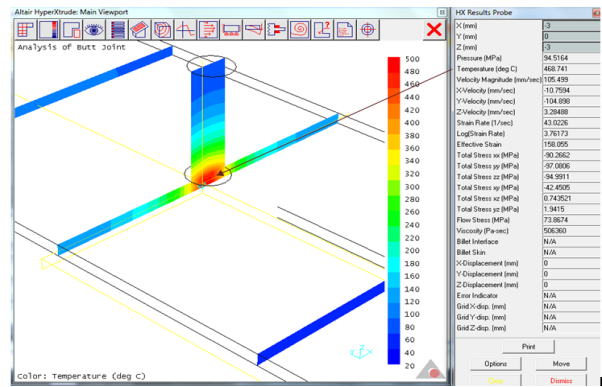 Altair HyperXtrude: Main Viewport
Analysis of Butt Joint
500
480
460
440
420
400
380
360
340
320
300
280
260
240
220
200
180
160
140
120
100
80
60
40
20
Z
Y
X
Color: Temperature (deg C)
HX Results Probe
X (mm) -3
Y (mm) 0
Z (mm) -3
Pressure (MPa) 94.5164
Temperature (deg C) 468.741
Velocity Magnitude (mm/sec) 105.499
X-Velocity (mm/sec) -10.7594
Y-Velocity (mm/sec) -104.898
Z-Velocity (mm/sec) 3.28488
Strain Rate (1/sec) 43.0226
Log(Strain Rate) 3.76173
Effective Strain 158.055
Total Stress xx (MPa) -90.2662
Total Stress yy (MPa) -97.0806
Total Stress zz (MPa) -94.9911
Total Stress xy (MPa) -42.4505
Total Stress xz (MPa) 0.743521
Total Stress yz (MPa) 1.9415
Flow Stress (MPa) 73.8674
Viscosity (Pa-sec) 506360
Billet Interface N/A
Billet Skin N/A
X-Displacement (mm) 0
Y-Displacement (mm) 0
Z-Displacement (mm) 0
Error Indicator N/A
Grid X-disp. (mm) N/A
Grid Y-disp. (mm) N/A
Grid Z-disp. (mm) N/A
Print
Options Move
Dismiss